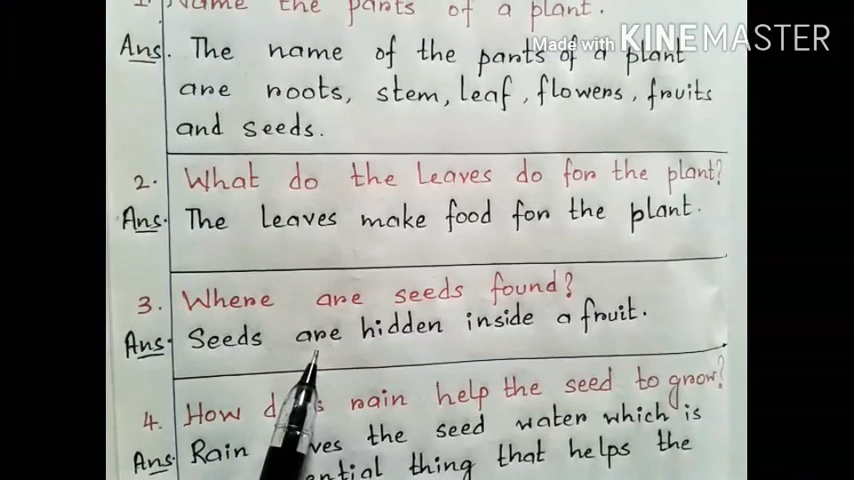 1. Name the parts of a plant.
Made with KINEMASTER
Ans. The name of the parts of a plant
are roots, stem, leaf, flowers, fruits
and seeds.
2. What do the leaves do for the plant?
Ans. The leaves make food for the plant.
3. Where are seeds found?
Ans. Seeds are hidden inside a fruit.
4. How rain help the seed to grow?
Ans. Rain the seed water which is
thing that helps the